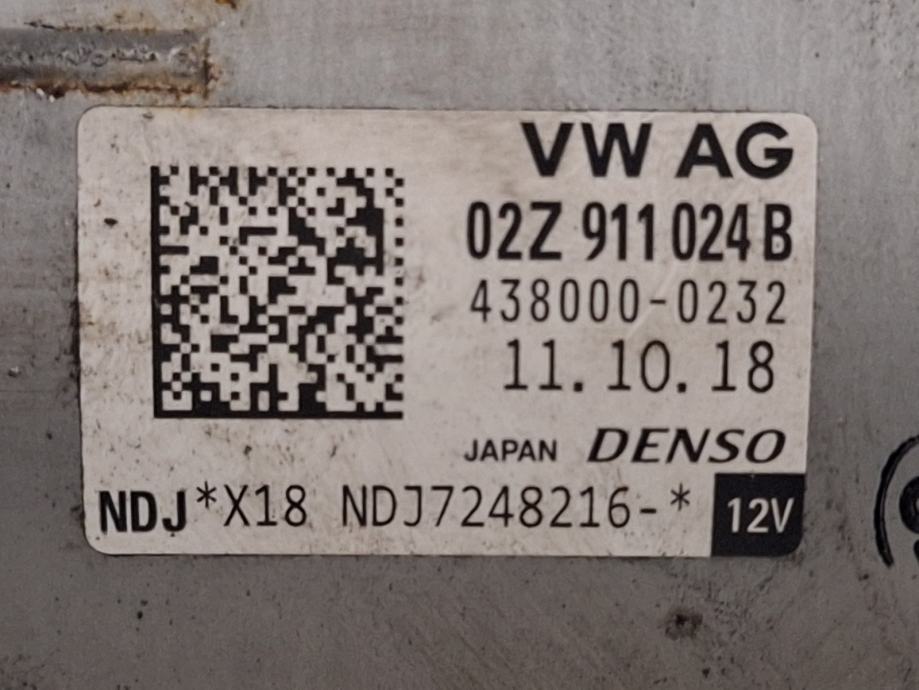 VW AG
02Z 911 024 B
438000-0232
11.10.18
JAPAN DENSO
NDJ*X18 NDJ7248216-* 12V